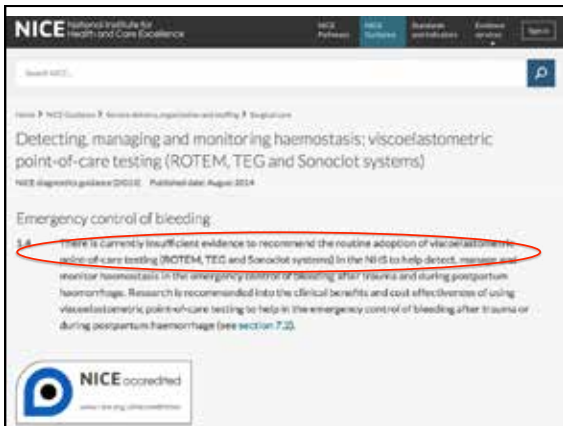 NICE National Institute for Health and Care Excellence
NICE Pathways
NICE Guidance
Standards and indicators
Evidence services
Sign in
Search NICE...
Home > NICE Guidance > Service delivery, organisation and staffing > Surgical care
Detecting, managing and monitoring haemostasis: viscoelastometric
point-of-care testing (ROTEM, TEG and Sonoclot systems)
NICE diagnostics guidance [DG13] Published date: August 2014
Emergency control of bleeding
There is currently insufficient evidence to recommend the routine adoption of viscoelastometric
point-of-care testing (ROTEM, TEG and Sonoclot systems) in the NHS to help detect, manage and
monitor haemostasis in the emergency control of bleeding after trauma and during postpartum
haemorrhage. Research is recommended into the clinical benefits and cost effectiveness of using
viscoelastometric point-of-care testing to help in the emergency control of bleeding after trauma or
during postpartum haemorrhage (see section 7.2).
NICE accredited